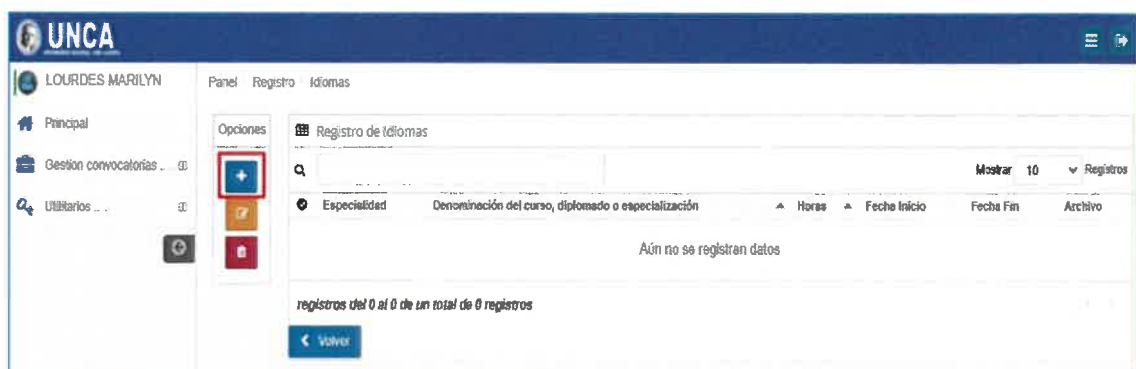 UNCA
LOURDES MARILYN
Panel Registro Idiomas
Principal
Gestion convocatorias ..
Utilitarios ....
Opciones
Registro de Idiomas
Mostrar 10 Registros
Especialidad Denominación del curso, diplomado o especialización Horas Fecha Inicio Fecha Fin Archivo
Aún no se registran datos
registros del 0 al 0 de un total de 0 registros
Volver